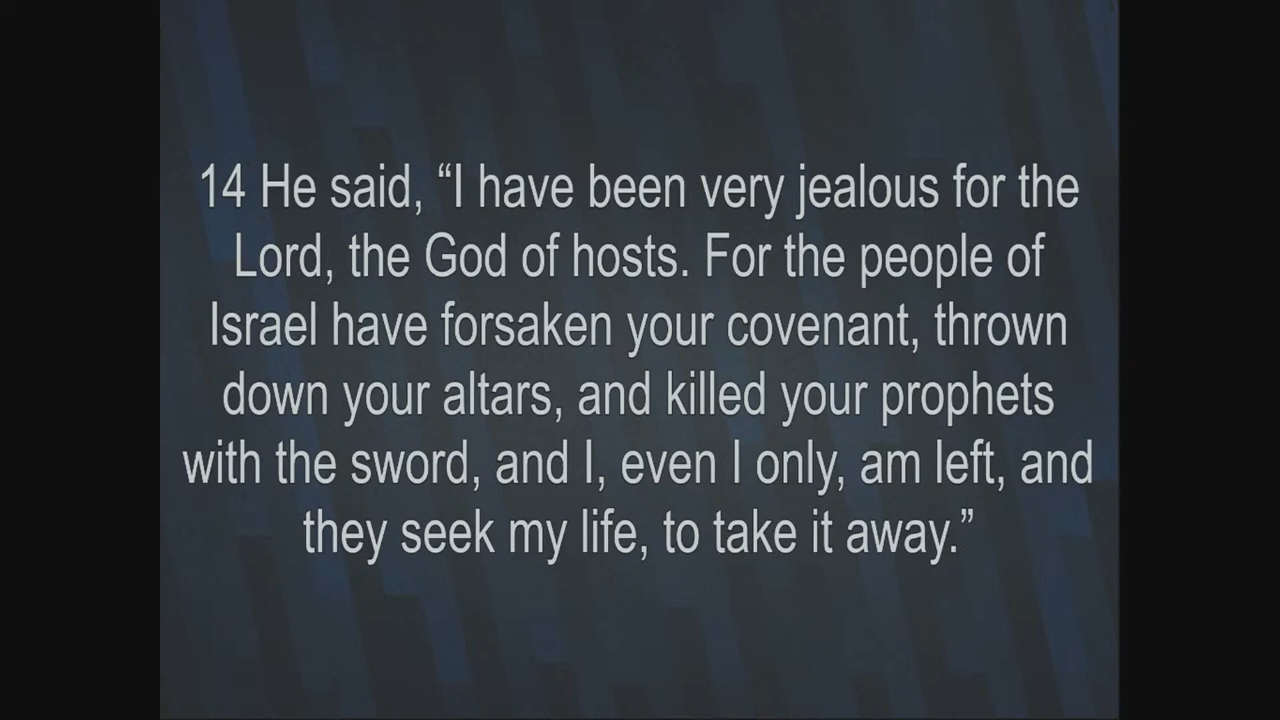 14 He said, “I have been very jealous for the
Lord, the God of hosts. For the people of
Israel have forsaken your covenant, thrown
down your altars, and killed your prophets
with the sword, and I, even I only, am left, and
they seek my life, to take it away.”